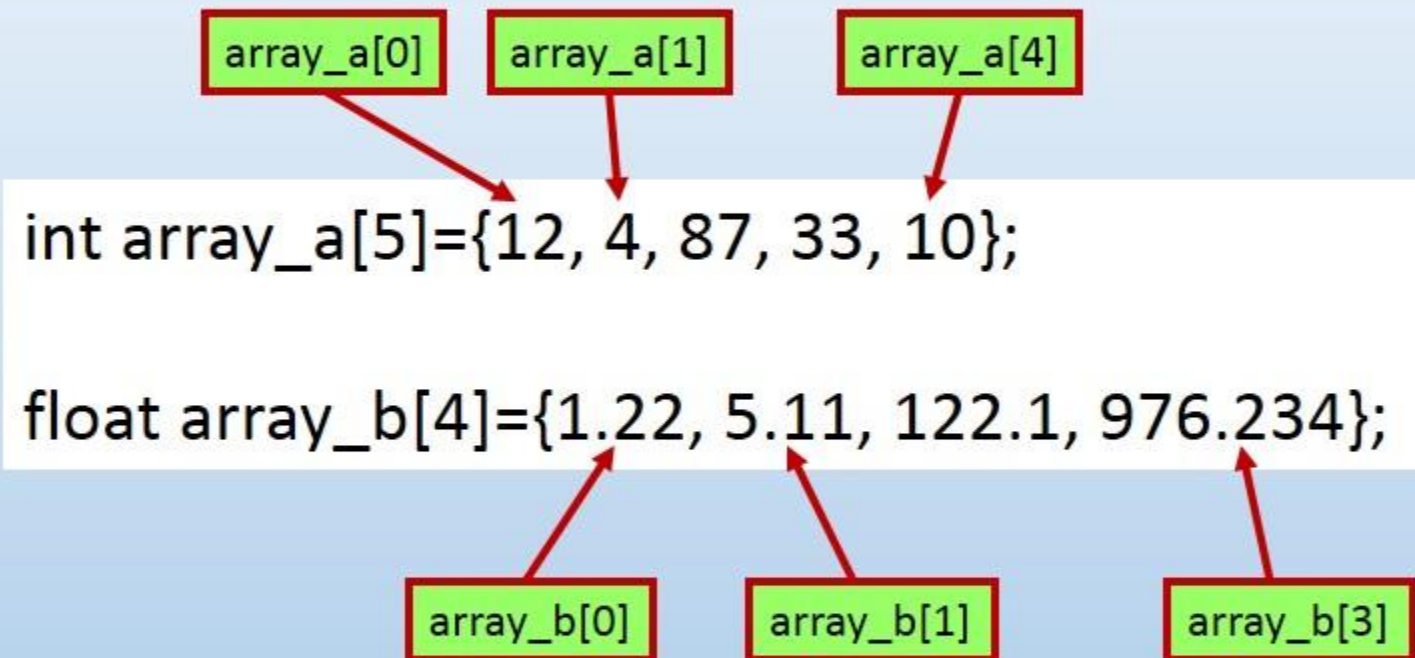 array_a[0] array_a[1] array_a[4]
int array_a[5]={12, 4, 87, 33, 10};
float array_b[4]={1.22, 5.11, 122.1, 976.234};
array_b[0] array_b[1] array_b[3]